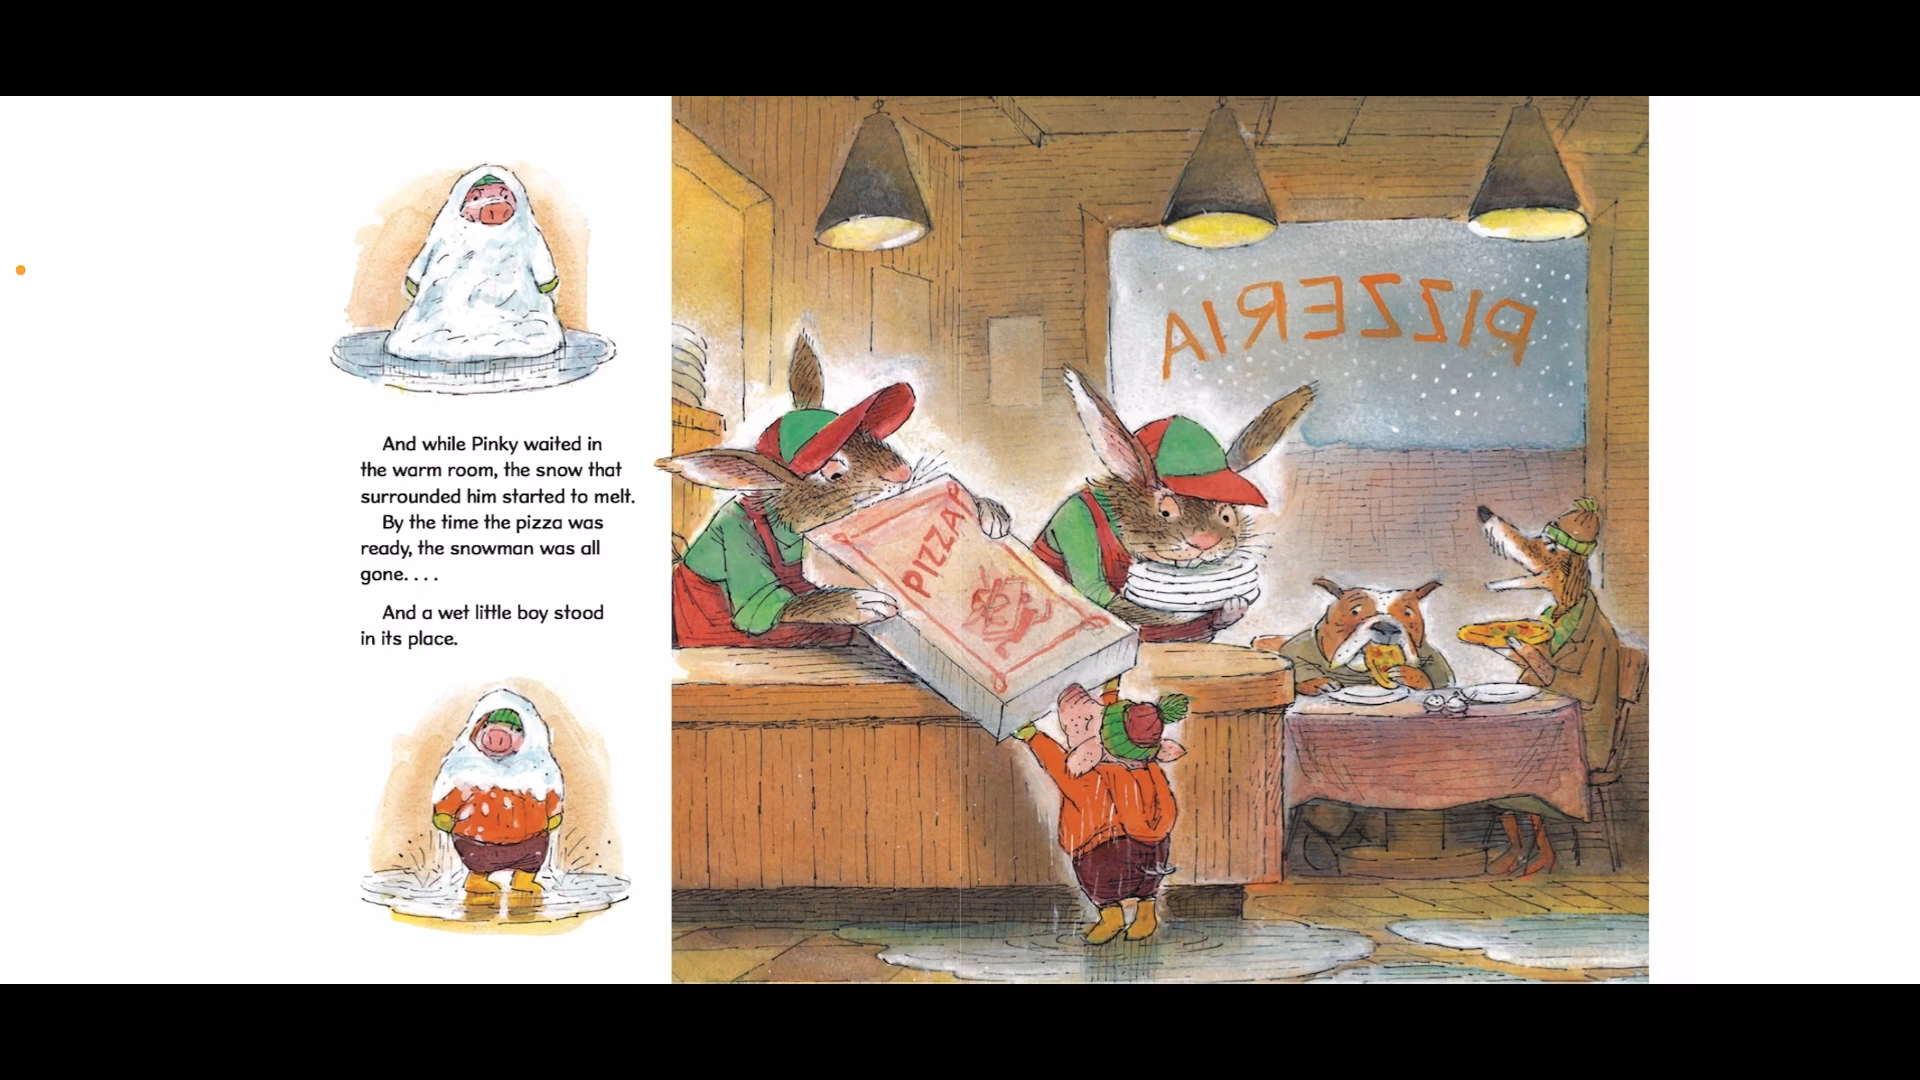 And while Pinky waited in
the warm room, the snow that
surrounded him started to melt.
By the time the pizza was
ready, the snowman was all
gone. . . .
And a wet little boy stood
in its place.
PIZZERIA
PIZZA